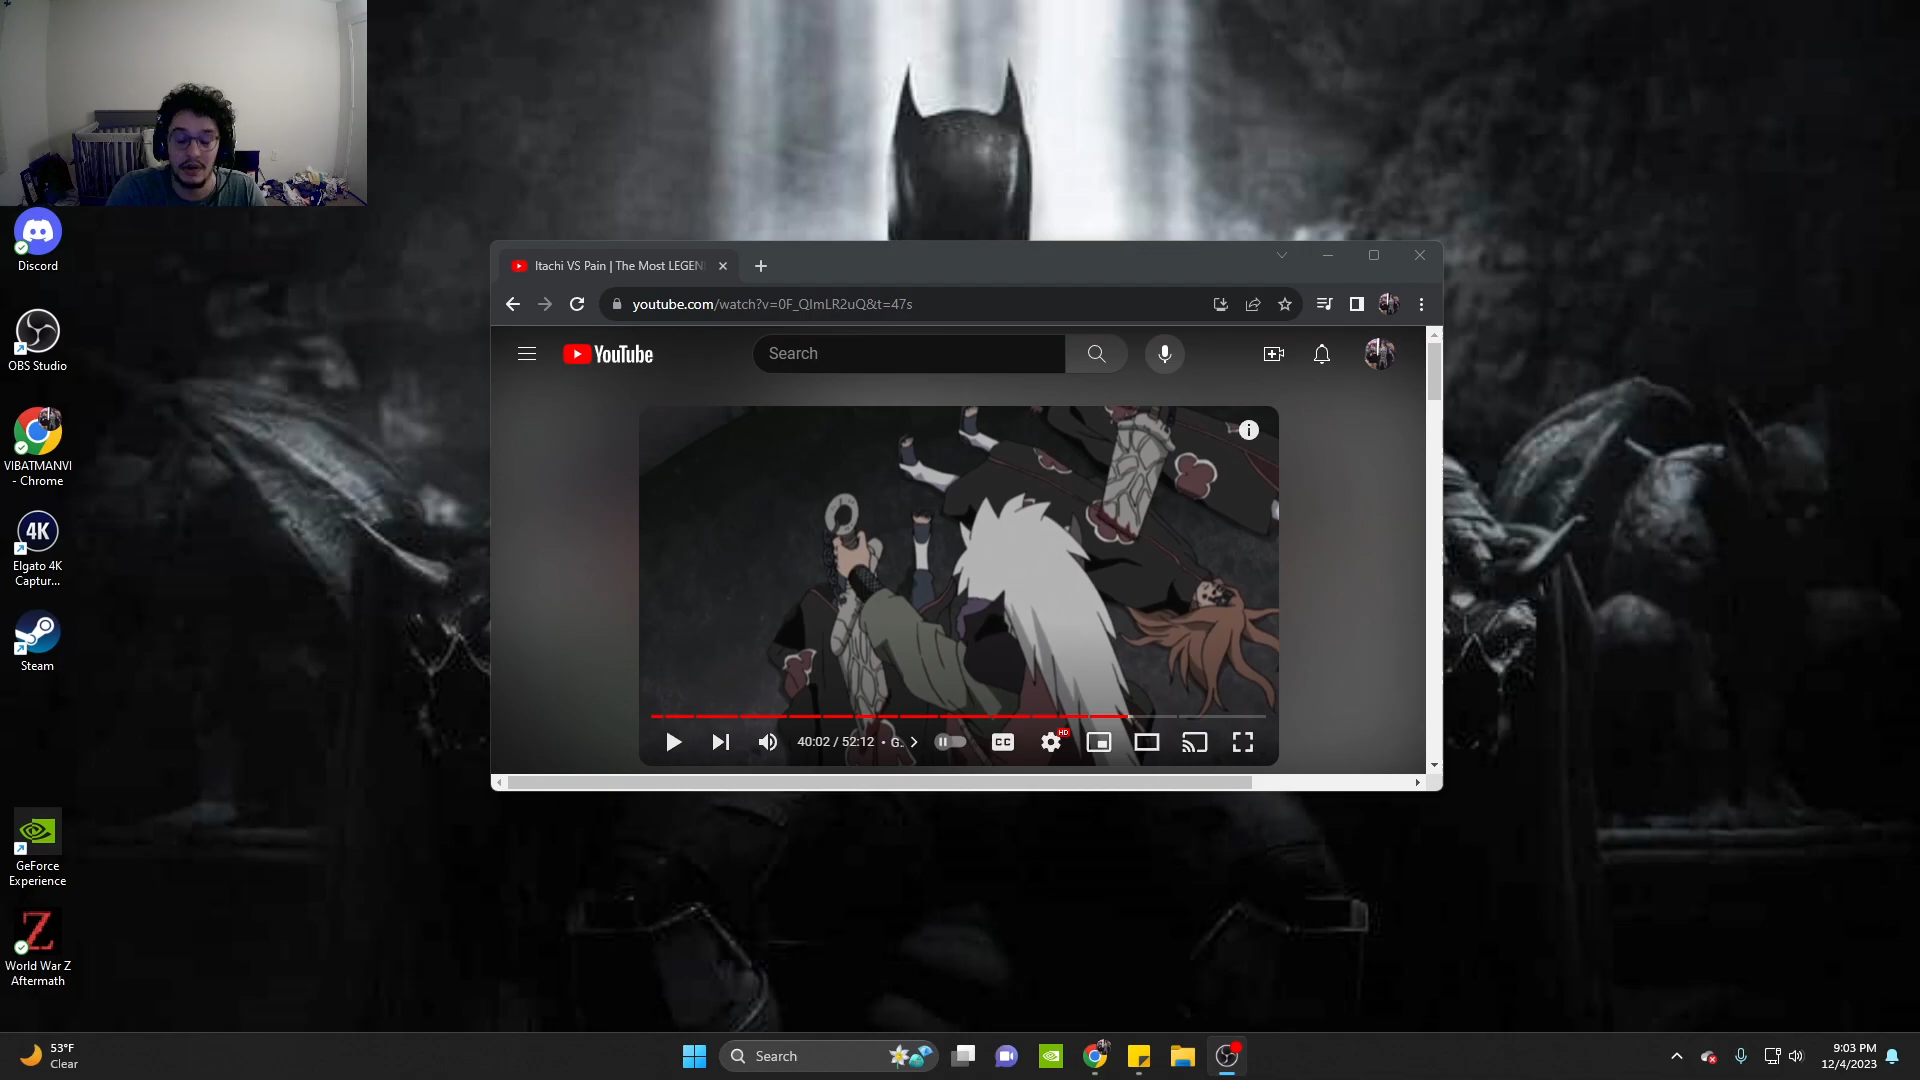 Discord
OBS Studio
VIBATMANVI
- Chrome
4K
Elgato 4K
Captur...
Steam
GeForce
Experience
Z
World War Z
Aftermath
Itachi VS Pain | The Most LEGEN
youtube.com/watch?v=0F_QlmLR2uQ&t=47s
YouTube
Search
i
40:02 / 52:12 • G..
CC
HD
53°F
Clear
Search
9:03 PM
12/4/2023